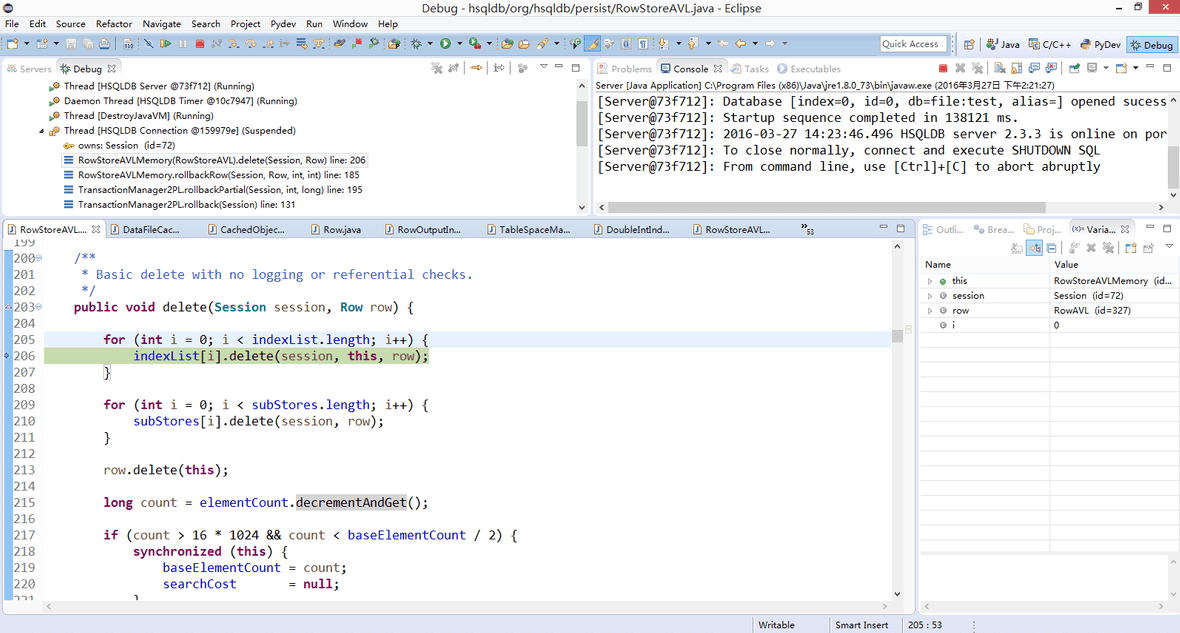 Debug - hsqldb/org/hsqldb/persist/RowStoreAVL.java - Eclipse
File Edit Source Refactor Navigate Search Project Pydev Run Window Help
Quick Access Java C/C++ PyDev Debug
Servers Debug
Thread [HSQLDB Server @73f712] (Running)
Daemon Thread [HSQLDB Timer @10c7947] (Running)
Thread [DestroyJavaVM] (Running)
Thread [HSQLDB Connection @159979e] (Suspended)
owns: Session (id=72)
RowStoreAVLMemory(RowStoreAVL).delete(Session, Row) line: 206
RowStoreAVLMemory.rollbackRow(Session, Row, int, int) line: 185
TransactionManager2PL.rollbackPartial(Session, int, long) line: 195
TransactionManager2PL.rollback(Session) line: 131
Problems Console Tasks Executables
Server [Java Application] C:\Program Files (x86)\Java\jre1.8.0_73\bin\javaw.exe (2016年3月27日 下午2:21:27)
[Server@73f712]: Database [index=0, id=0, db=file:test, alias=] opened sucess
[Server@73f712]: Startup sequence completed in 138121 ms.
[Server@73f712]: 2016-03-27 14:23:46.496 HSQLDB server 2.3.3 is online on por
[Server@73f712]: To close normally, connect and execute SHUTDOWN SQL
[Server@73f712]: From command line, use [Ctrl]+[C] to abort abruptly
RowStoreAVL... DataFileCac... CachedObjec... Row.java RowOutputIn... TableSpaceMa... DoubleIntInd... RowStoreAVL... »53
199
200 /**
201 * Basic delete with no logging or referential checks.
202 */
203 public void delete(Session session, Row row) {
204
205 for (int i = 0; i < indexList.length; i++) {
206 indexList[i].delete(session, this, row);
207 }
208
209 for (int i = 0; i < subStores.length; i++) {
210 subStores[i].delete(session, row);
211 }
212
213 row.delete(this);
214
215 long count = elementCount.decrementAndGet();
216
217 if (count > 16 * 1024 && count < baseElementCount / 2) {
218 synchronized (this) {
219 baseElementCount = count;
220 searchCost = null;
221 }
Outli... Brea... Proj... (x)= Varia...
Name Value
this RowStoreAVLMemory (id...
session Session (id=72)
row RowAVL (id=327)
i 0
Writable Smart Insert 205 : 53